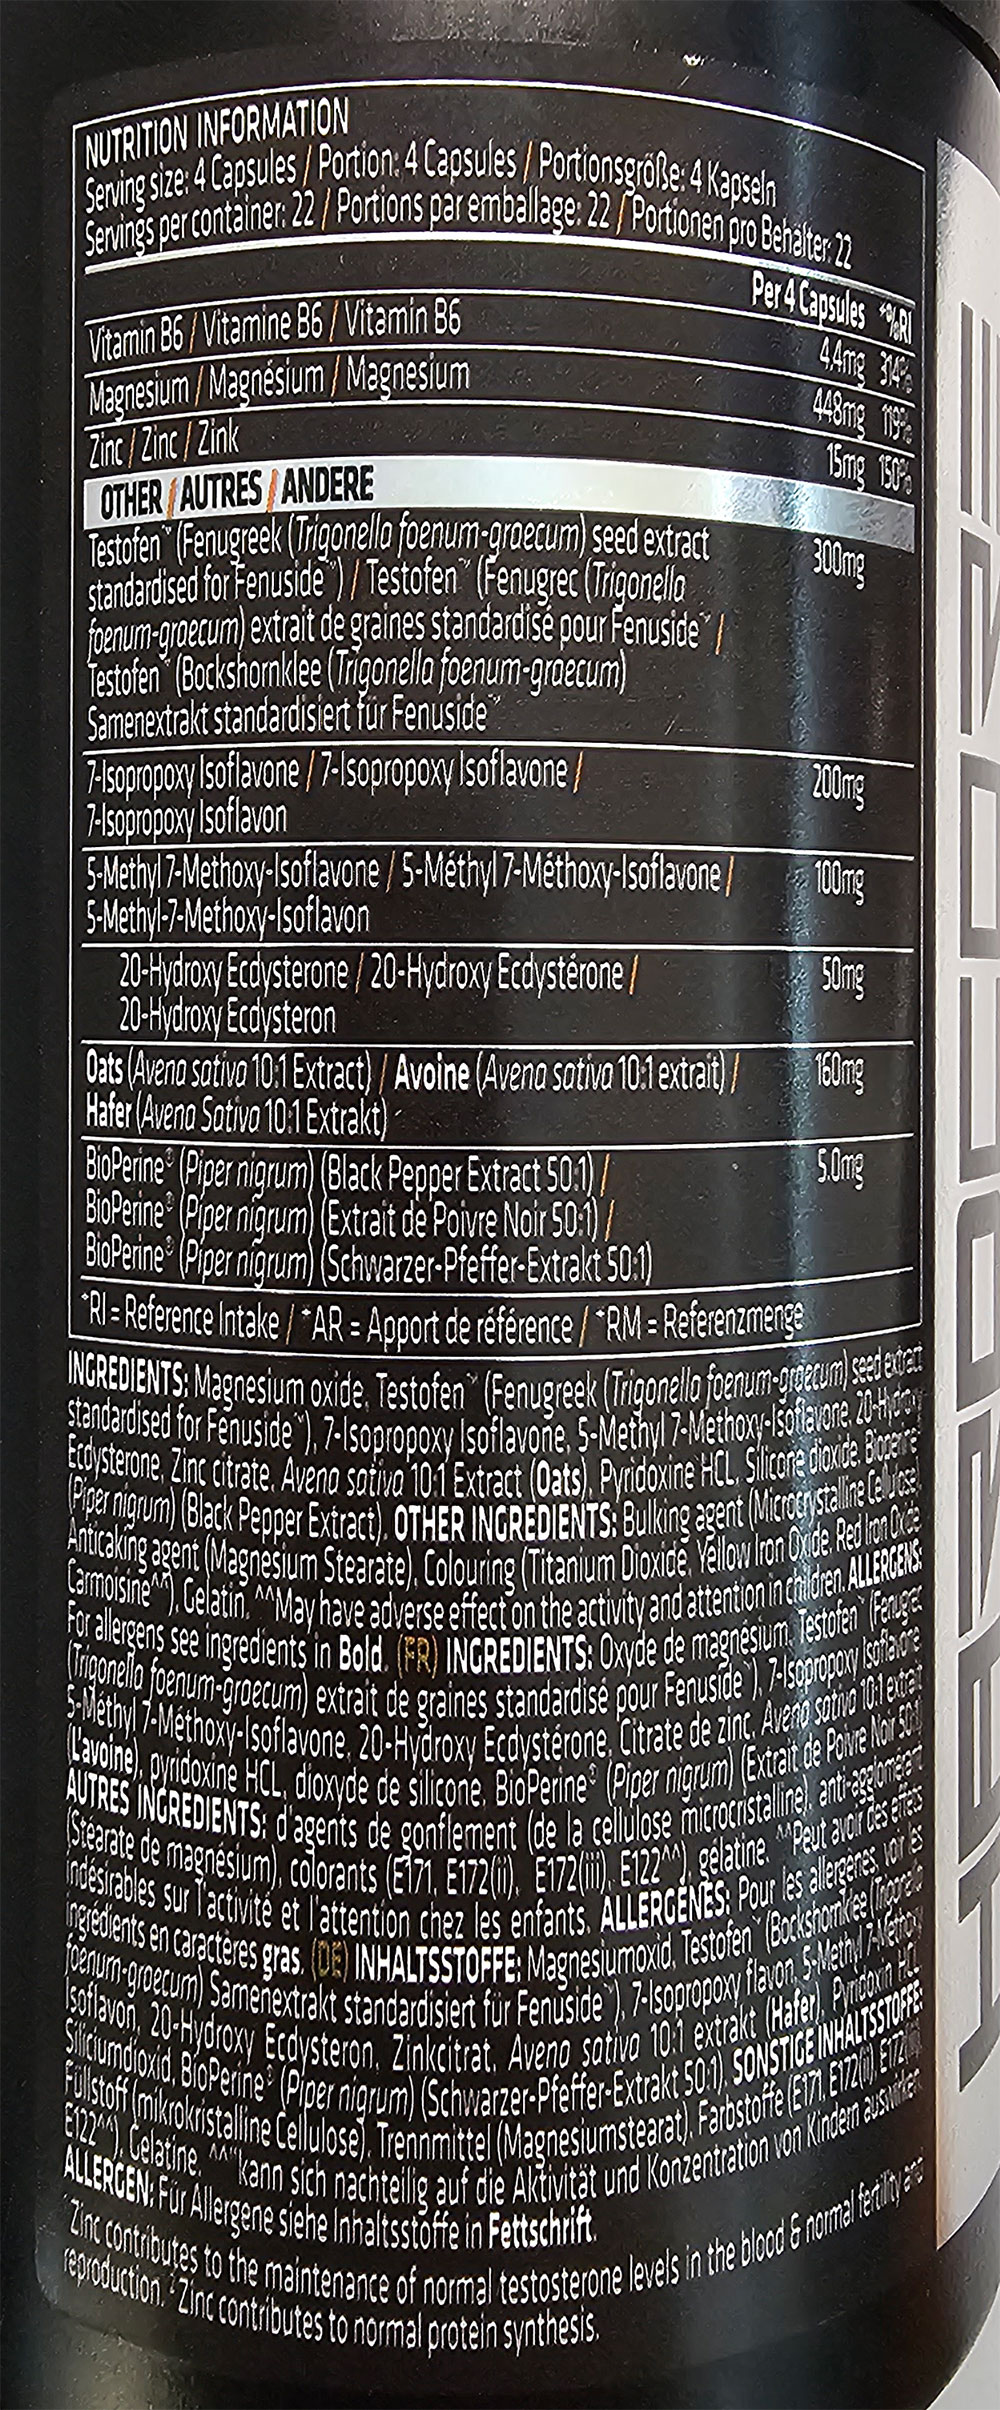 NUTRITION INFORMATION
Serving size: 4 Capsules / Portion: 4 Capsules / Portionsgröße: 4 Kapseln
Servings per container: 22 / Portions par emballage: 22 / Portionen pro Behälter: 22
Per 4 Capsules *%RI
Vitamin B6 / Vitamine B6 / Vitamin B6 4.4mg 314%
Magnesium / Magnésium / Magnesium 448mg 119%
Zinc / Zinc / Zink 15mg 150%
OTHER / AUTRES / ANDERE
Testofen™ (Fenugreek (Trigonella foenum-graecum) seed extract 300mg
standardised for Fenuside™) / Testofen™ (Fenugrec (Trigonella
foenum-graecum) extrait de graines standardisé pour Fenuside™ /
Testofen™ (Bockshornklee (Trigonella foenum-graecum)
Samenextrakt standardisiert für Fenuside™
7-Isopropoxy Isoflavone / 7-Isopropoxy Isoflavone / 200mg
7-Isopropoxy Isoflavon
5-Methyl 7-Methoxy-Isoflavone / 5-Méthyl 7-Méthoxy-Isoflavone / 100mg
5-Methyl-7-Methoxy-Isoflavon
20-Hydroxy Ecdysterone / 20-Hydroxy Ecdystérone / 50mg
20-Hydroxy Ecdysteron
Oats (Avena sativa 10:1 Extract) / Avoine (Avena sativa 10:1 extrait) / 160mg
Hafer (Avena Sativa 10:1 Extrakt)
BioPerine® (Piper nigrum) (Black Pepper Extract 50:1) / 5.0mg
BioPerine® (Piper nigrum) (Extrait de Poivre Noir 50:1) /
BioPerine® (Piper nigrum) (Schwarzer-Pfeffer-Extrakt 50:1)
*RI = Reference Intake / *AR = Apport de référence / *RM = Referenzmenge
INGREDIENTS: Magnesium oxide, Testofen™ (Fenugreek (Trigonella foenum-graecum) seed extract
standardised for Fenuside™), 7-Isopropoxy Isoflavone, 5-Methyl 7-Methoxy-Isoflavone, 20-Hydroxy
Ecdysterone, Zinc citrate, Avena sativa 10:1 Extract (Oats), Pyridoxine HCL, Silicone dioxide, Bioperine
(Piper nigrum) (Black Pepper Extract). OTHER INGREDIENTS: Bulking agent (Microcrystalline Cellulose),
Anticaking agent (Magnesium Stearate), Colouring (Titanium Dioxide, Yellow Iron Oxide, Red Iron Oxide,
Carmoisine^^), Gelatin. ^^May have adverse effect on the activity and attention in children. ALLERGENS:
For allergens see ingredients in Bold. (FR) INGREDIENTS: Oxyde de magnésium, Testofen™ (Fenugrec
(Trigonella foenum-graecum) extrait de graines standardisé pour Fenuside™), 7-Isopropoxy Isoflavone
5-Méthyl 7-Méthoxy-Isoflavone, 20-Hydroxy Ecdystérone, Citrate de zinc, Avena sativa 10:1 extrait
(Lavoine), pyridoxine HCL, dioxyde de silicone, BioPerine® (Piper nigrum) (Extrait de Poivre Noir 50:1)
AUTRES INGREDIENTS: d'agents de gonflement (de la cellulose microcristalline), anti-agglomérant
(Stéarate de magnésium), colorants (E171, E172(ii), E172(iii), E122^^), gélatine. ^^Peut avoir des effets
indésirables sur l'activité et l'attention chez les enfants. ALLERGÈNES: Pour les allergènes, voir les
ingrédients en caractères gras. (DE) INHALTSSTOFFE: Magnesiumoxid, Testofen™ (Bockshornklee (Trigonella
foenum-graecum) Samenextrakt standardisiert für Fenuside™), 7-Isopropoxy flavon, 5-Methyl 7-Methoxy
Isoflavon, 20-Hydroxy Ecdysteron, Zinkcitrat, Avena sativa 10:1 extrakt (Hafer), Pyridoxin HCL,
Siliciumdioxid, BioPerine® (Piper nigrum) (Schwarzer-Pfeffer-Extrakt 50:1). SONSTIGE INHALTSSTOFFE:
Füllstoff (mikrokristalline Cellulose), Trennmittel (Magnesiumstearat), Farbstoffe (E171, E172(ii), E172(iii),
E122^^), Gelatine. ^^"kann sich nachteilig auf die Aktivität und Konzentration von Kindern auswirken
ALLERGEN: Für Allergene siehe Inhaltsstoffe in Fettschrift.
Zinc contributes to the maintenance of normal testosterone levels in the blood & normal fertility and
reproduction. ²Zinc contributes to normal protein synthesis.